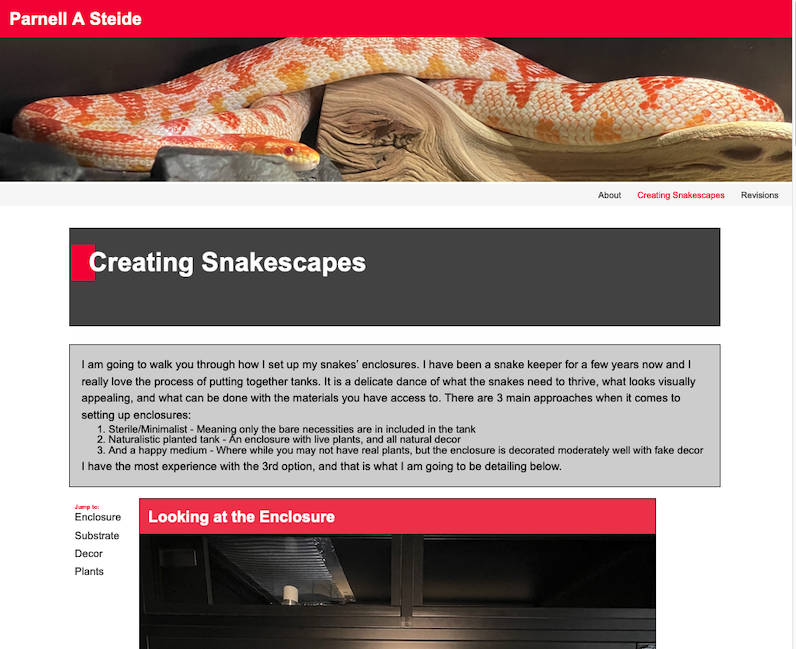 Parnell A Steide
About Creating Snakescapes Revisions
Creating Snakescapes
I am going to walk you through how I set up my snakes’ enclosures. I have been a snake keeper for a few years now and I
really love the process of putting together tanks. It is a delicate dance of what the snakes need to thrive, what looks visually
appealing, and what can be done with the materials you have access to. There are 3 main approaches when it comes to
setting up enclosures:
1. Sterile/Minimalist - Meaning only the bare necessities are in included in the tank
2. Naturalistic planted tank - An enclosure with live plants, and all natural decor
3. And a happy medium - Where while you may not have real plants, but the enclosure is decorated moderately well with fake decor
I have the most experience with the 3rd option, and that is what I am going to be detailing below.
Jump to:
Enclosure
Substrate
Decor
Plants
Looking at the Enclosure